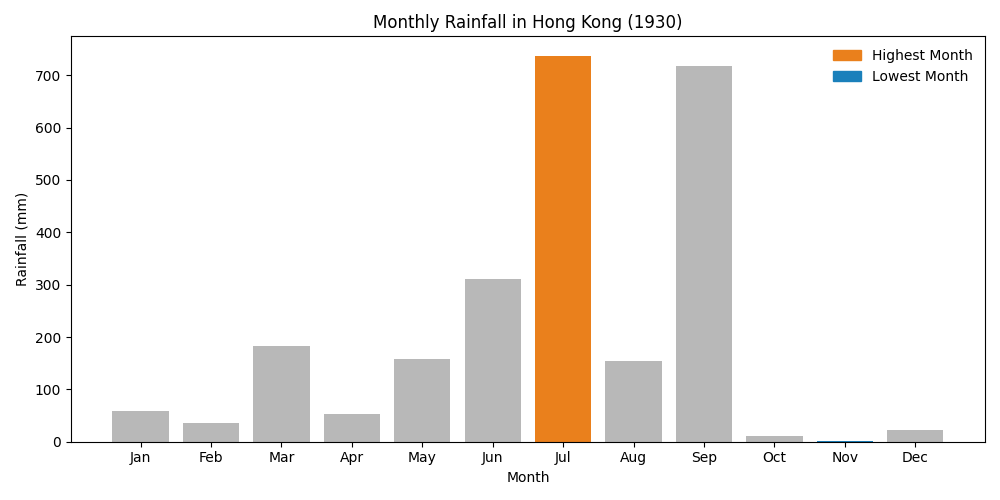 Monthly Rainfall in Hong Kong (1930)
Highest Month
Lowest Month
Rainfall (mm)
700
600
500
400
300
200
100
0
Jan Feb Mar Apr May Jun Jul Aug Sep Oct Nov Dec
Month